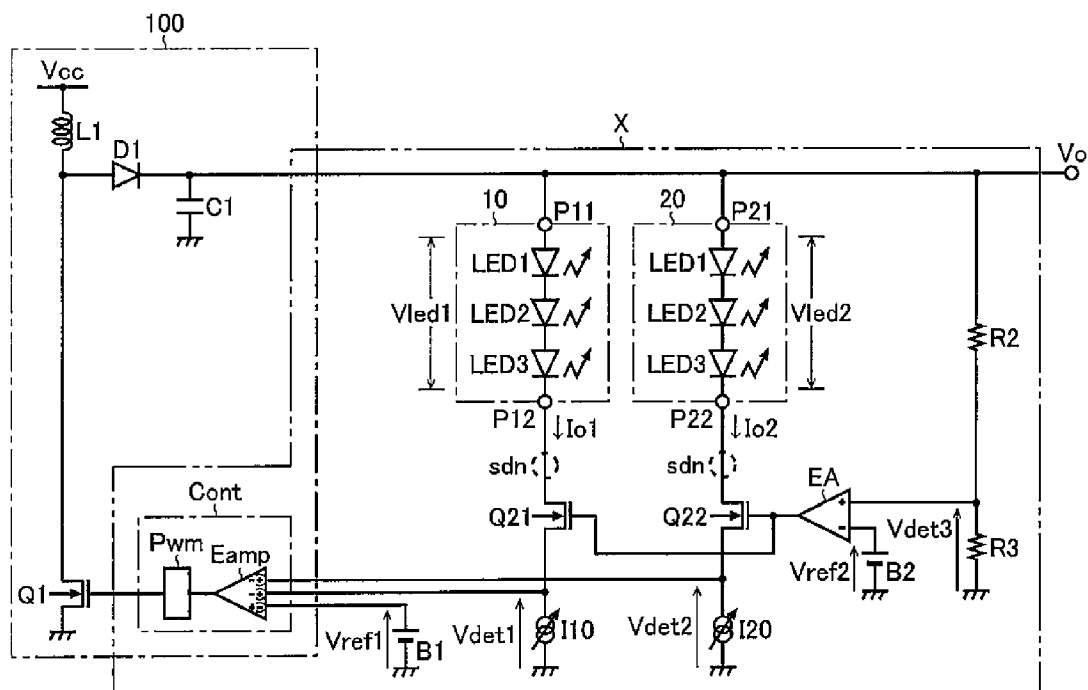 100
Vcc
L1
D1
C1
X
Vo
10
P11
20
P21
LED1
LED2
LED3
Vled1
LED1
LED2
LED3
Vled2
R2
P12
Io1
P22
Io2
sdn
sdn
EA
+
-
Q21
Q22
Vdet3
R3
Vref2
B2
Cont
Pwm
Eamp
Q1
Vref1
B1
Vdet1
I10
Vdet2
I20